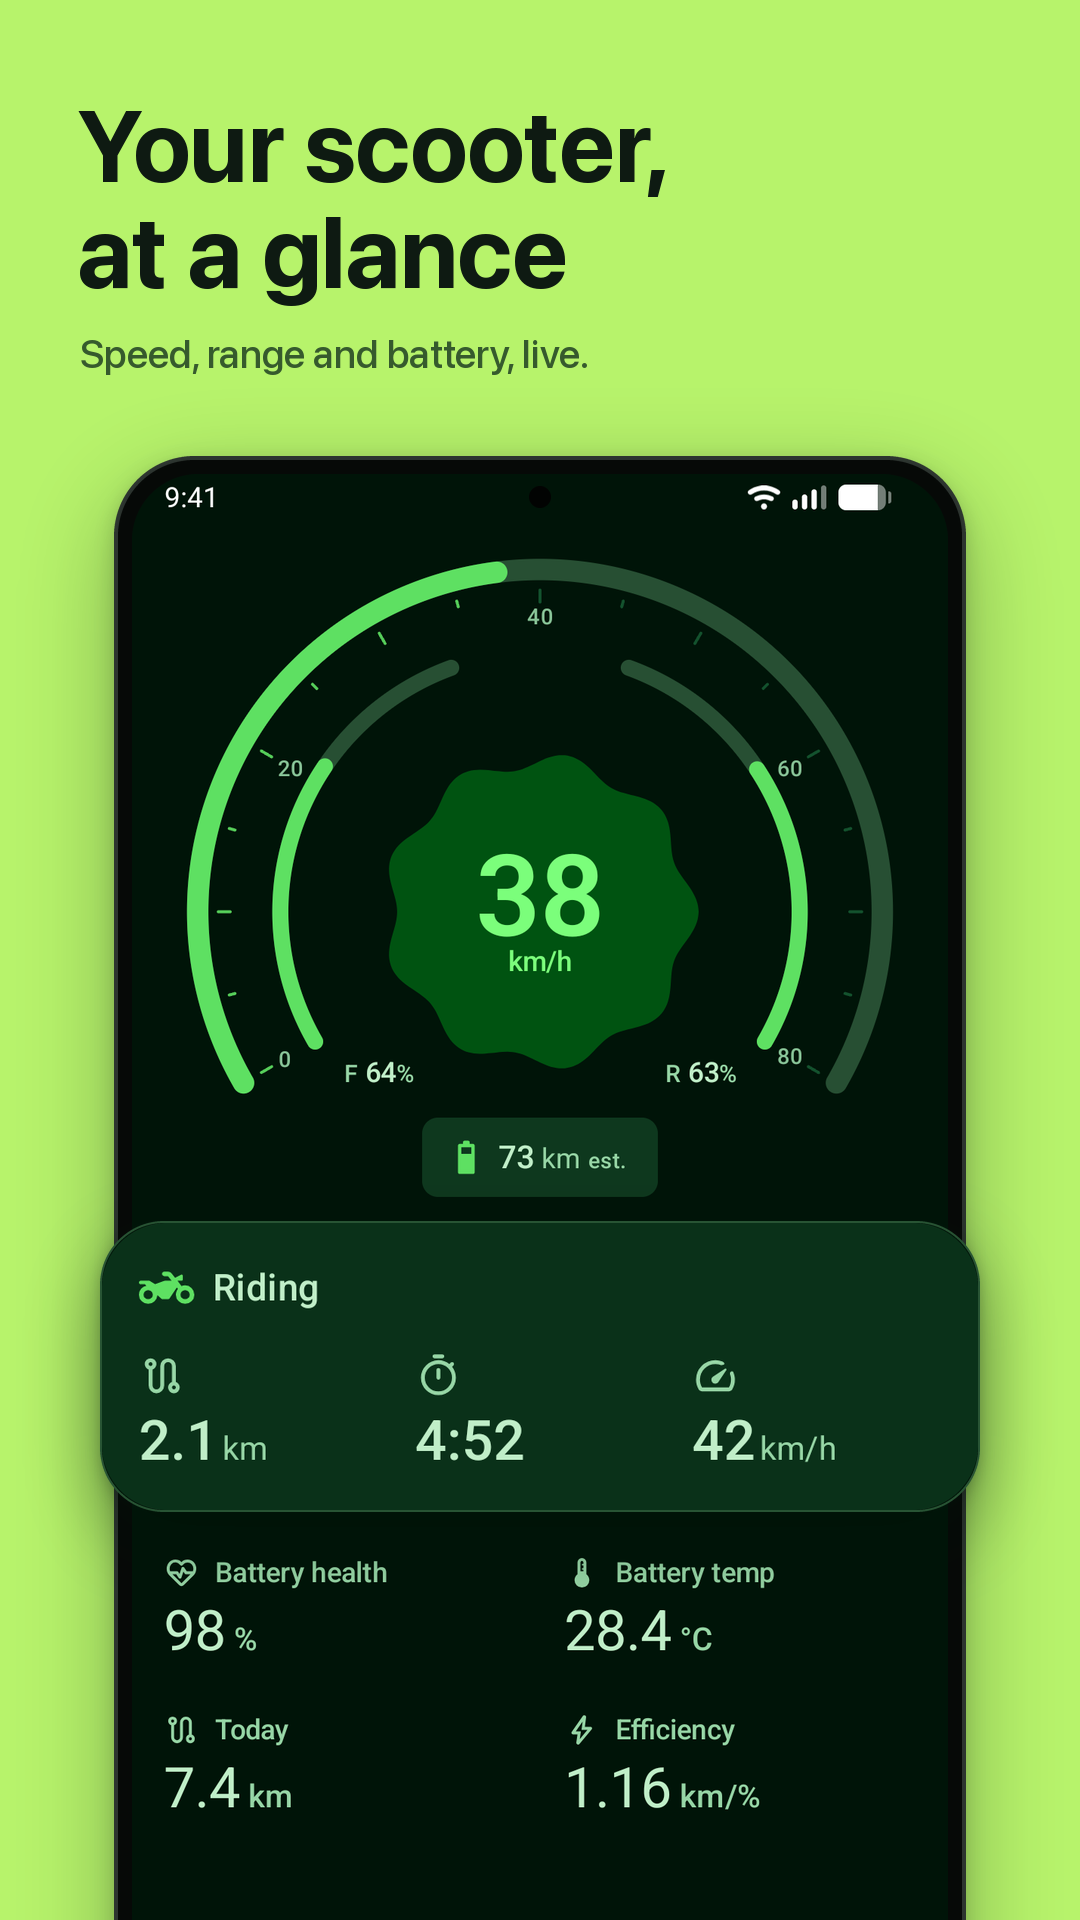 Your scooter,
at a glance
Speed, range and battery, live.
9:41
40
20
60
38
km/h
0
80
F 64%
R 63%
73 km est.
Riding
2.1 km
4:52
42 km/h
Battery health
Battery temp
98 %
28.4 °C
Today
Efficiency
7.4 km
1.16 km/%